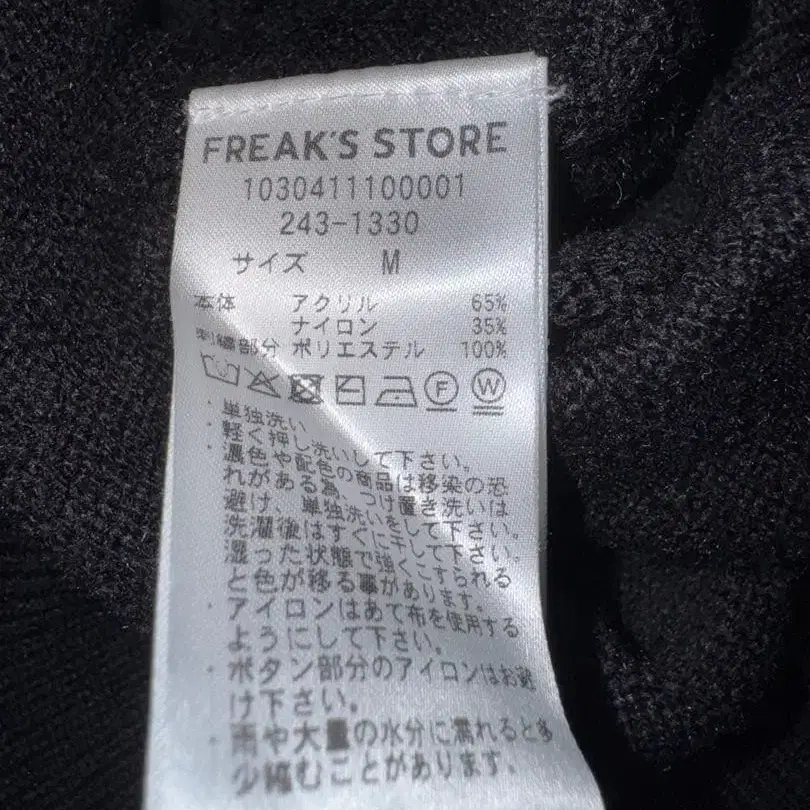 FREAK'S STORE
1030411100001
243-1330
サイズ M
本体 アクリル 65%
ナイロン 35%
刺繍部分 ポリエステル 100%
F W
・単独洗い
・軽く押し洗いして下さい。
・濃色や配色の商品は移染の恐
れがある為、つけ置き洗いは
避け、単独洗いをして下さい。
洗濯後はすぐに干して下さい。
湿った状態で強くこすられる
と色が移る事があります。
・アイロンはあて布を使用する
ようにして下さい。
・ボタン部分のアイロンはお避
け下さい。
・雨や大量の水分に濡れると多
少縮むことがあります。